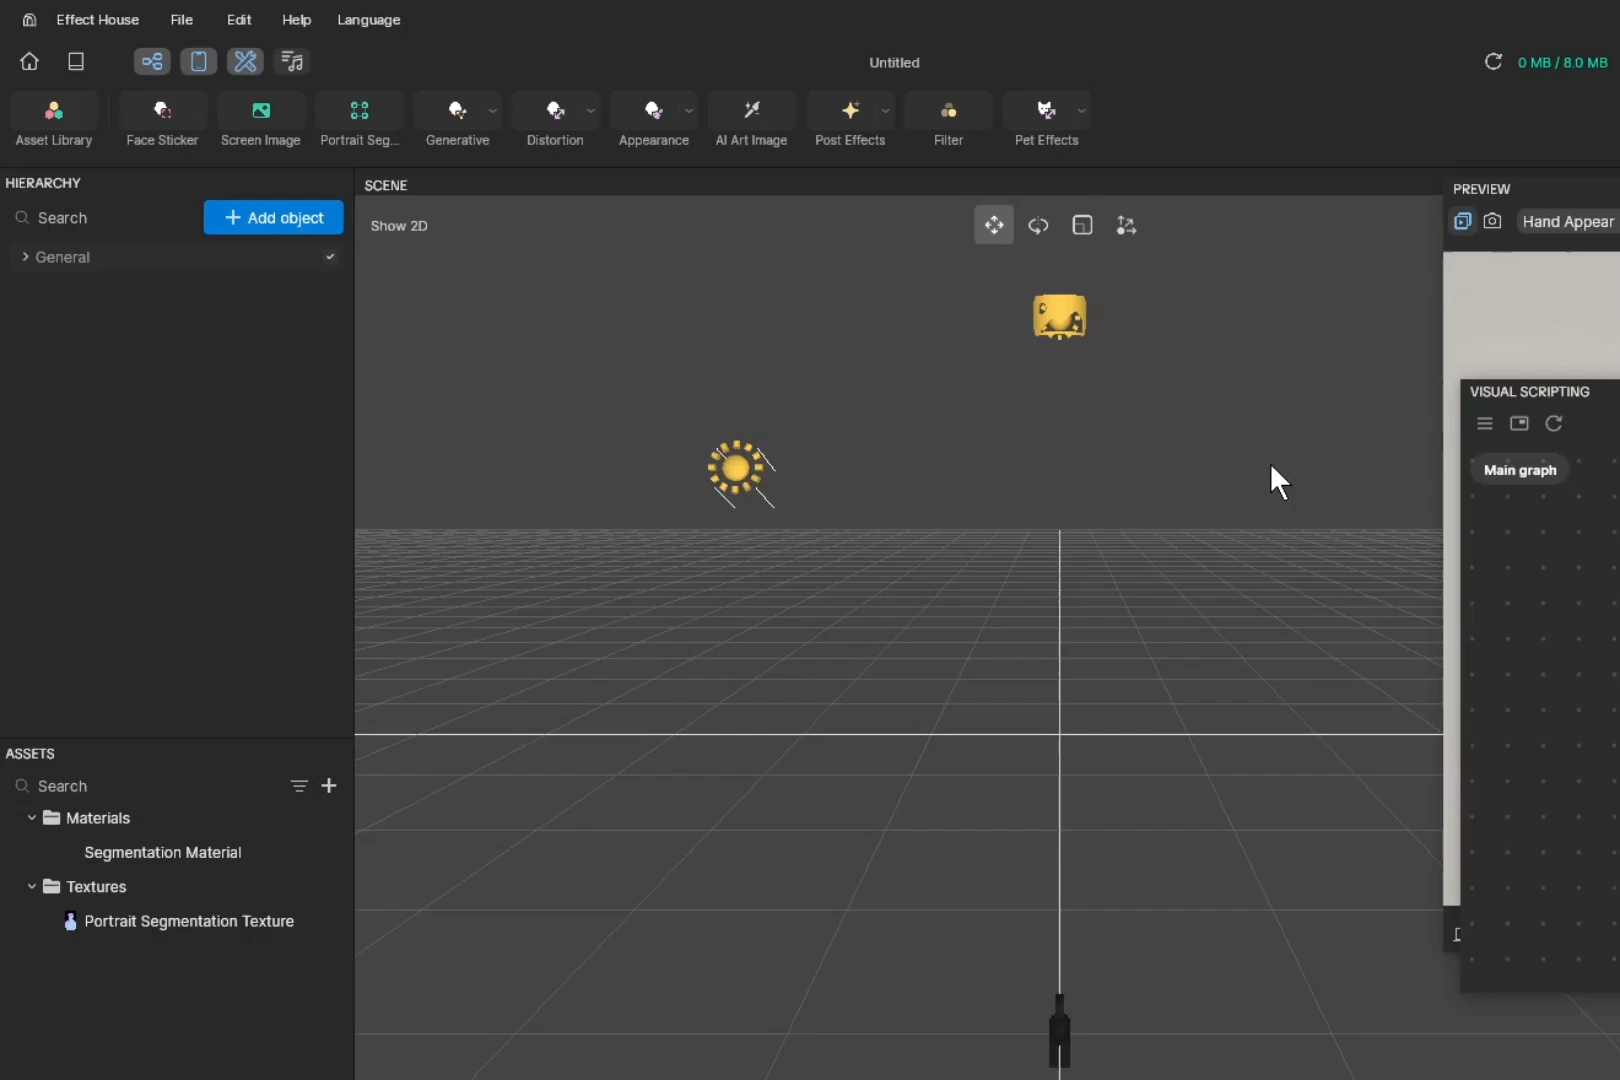 Effect House File Edit Help Language
Untitled
0 MB / 8.0 MB
Asset Library Face Sticker Screen Image Portrait Seg... Generative Distortion Appearance AI Art Image Post Effects Filter Pet Effects
HIERARCHY
Search
Add object
General
SCENE
Show 2D
PREVIEW
Hand Appear
VISUAL SCRIPTING
Main graph
ASSETS
Search
Materials
Segmentation Material
Textures
Portrait Segmentation Texture